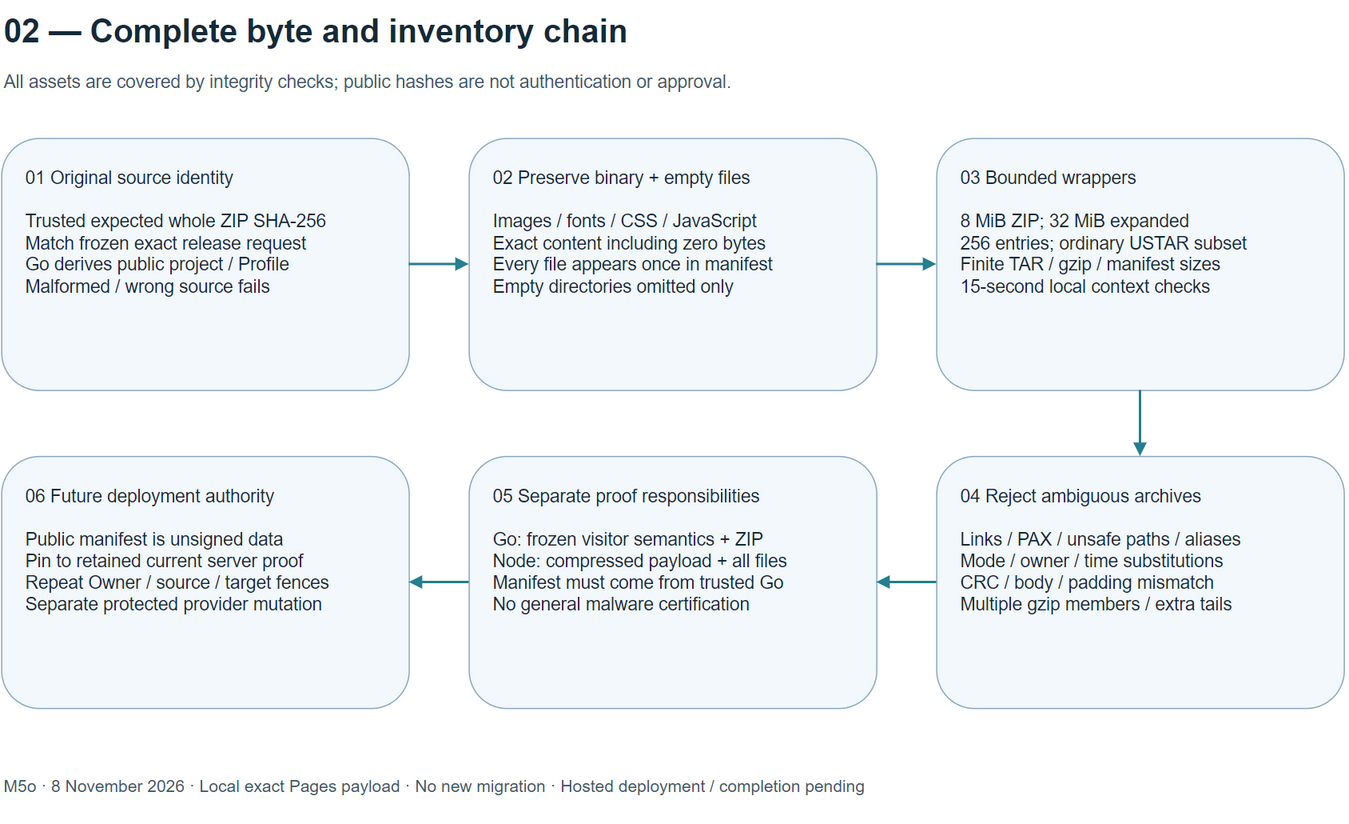 02 — Complete byte and inventory chain
All assets are covered by integrity checks; public hashes are not authentication or approval.
01 Original source identity
Trusted expected whole ZIP SHA-256
Match frozen exact release request
Go derives public project / Profile
Malformed / wrong source fails
02 Preserve binary + empty files
Images / fonts / CSS / JavaScript
Exact content including zero bytes
Every file appears once in manifest
Empty directories omitted only
03 Bounded wrappers
8 MiB ZIP; 32 MiB expanded
256 entries; ordinary USTAR subset
Finite TAR / gzip / manifest sizes
15-second local context checks
04 Reject ambiguous archives
Links / PAX / unsafe paths / aliases
Mode / owner / time substitutions
CRC / body / padding mismatch
Multiple gzip members / extra tails
05 Separate proof responsibilities
Go: frozen visitor semantics + ZIP
Node: compressed payload + all files
Manifest must come from trusted Go
No general malware certification
06 Future deployment authority
Public manifest is unsigned data
Pin to retained current server proof
Repeat Owner / source / target fences
Separate protected provider mutation
M5o · 8 November 2026 · Local exact Pages payload · No new migration · Hosted deployment / completion pending